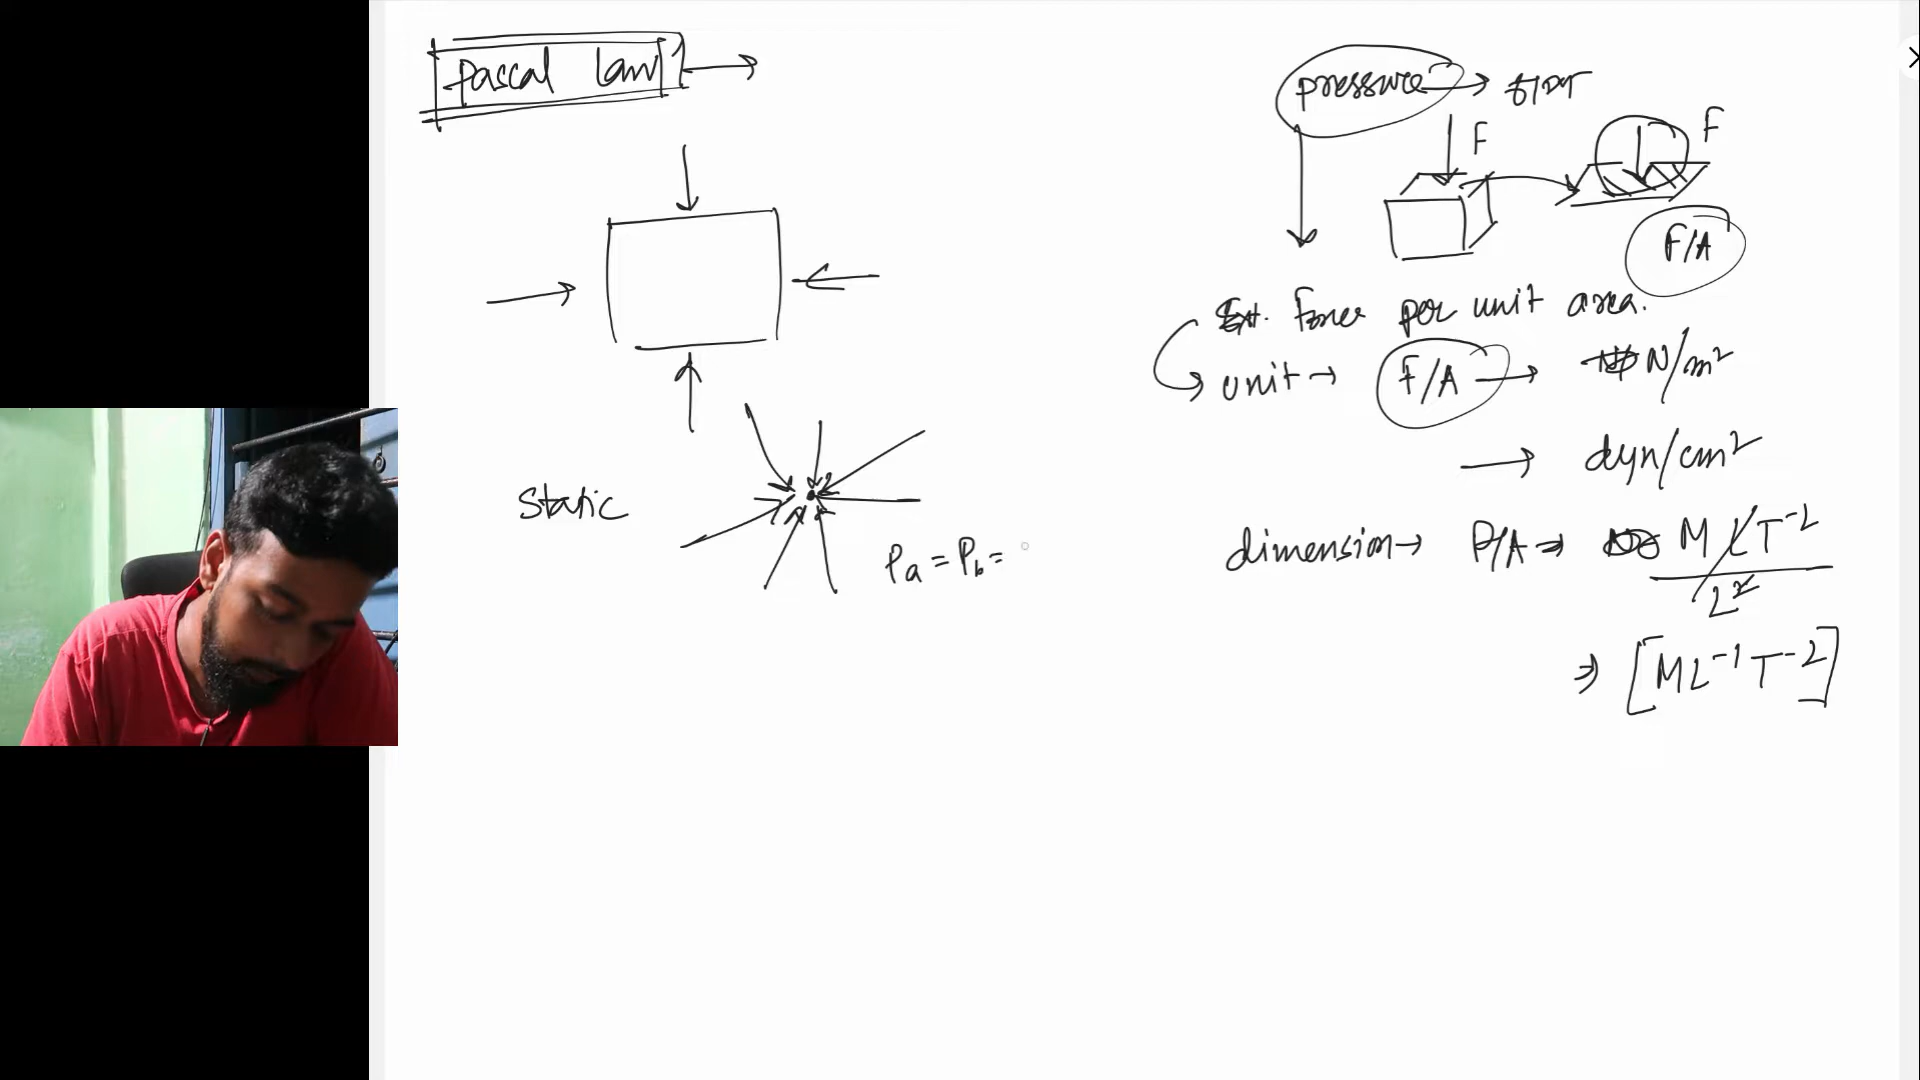 Pascal law →
pressure → চাপ
F
F
F/A
Ext. Force per unit area.
unit → F/A → N/m²
→ dyn/cm²
Static
Pa = Pb =
dimension → P/A ⇒ M L T⁻²
L²
⇒ [ML⁻¹T⁻²]